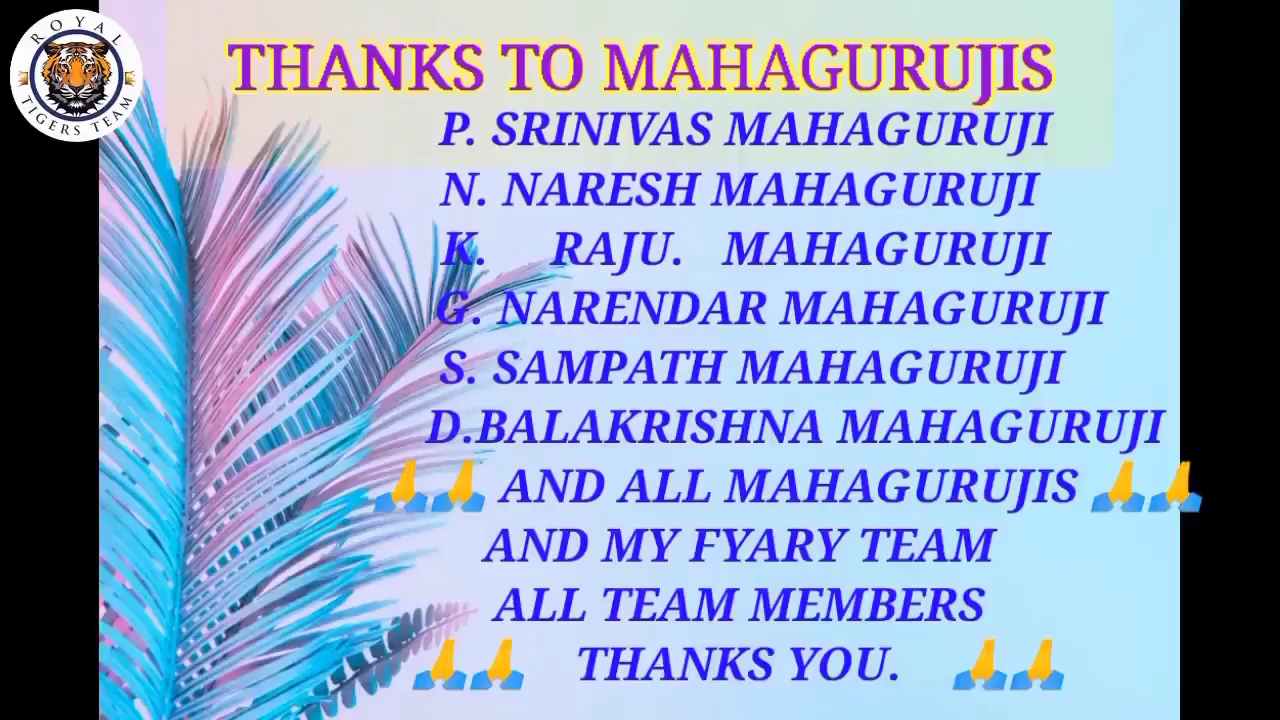 ROYAL
TIGERS TEAM
THANKS TO MAHAGURUJIS
P. SRINIVAS MAHAGURUJI
N. NARESH MAHAGURUJI
K. RAJU. MAHAGURUJI
G. NARENDAR MAHAGURUJI
S. SAMPATH MAHAGURUJI
D.BALAKRISHNA MAHAGURUJI
🙏🙏 AND ALL MAHAGURUJIS 🙏🙏
AND MY FYARY TEAM
ALL TEAM MEMBERS
🙏🙏 THANKS YOU. 🙏🙏